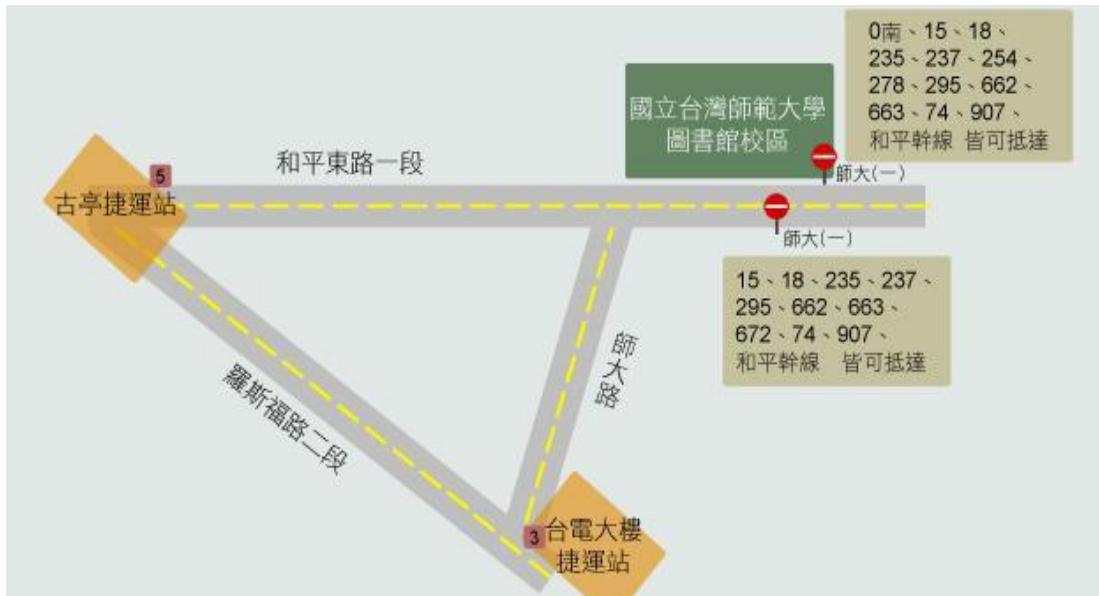 0南、15、18、
235、237、254、
278、295、662、
663、74、907、
和平幹線 皆可抵達
國立台灣師範大學
圖書館校區
和平東路一段
5
古亭捷運站
師大(一)
師大(一)
15、18、235、237、
295、662、663、
672、74、907、
和平幹線 皆可抵達
師大路
羅斯福路二段
3
台電大樓
捷運站